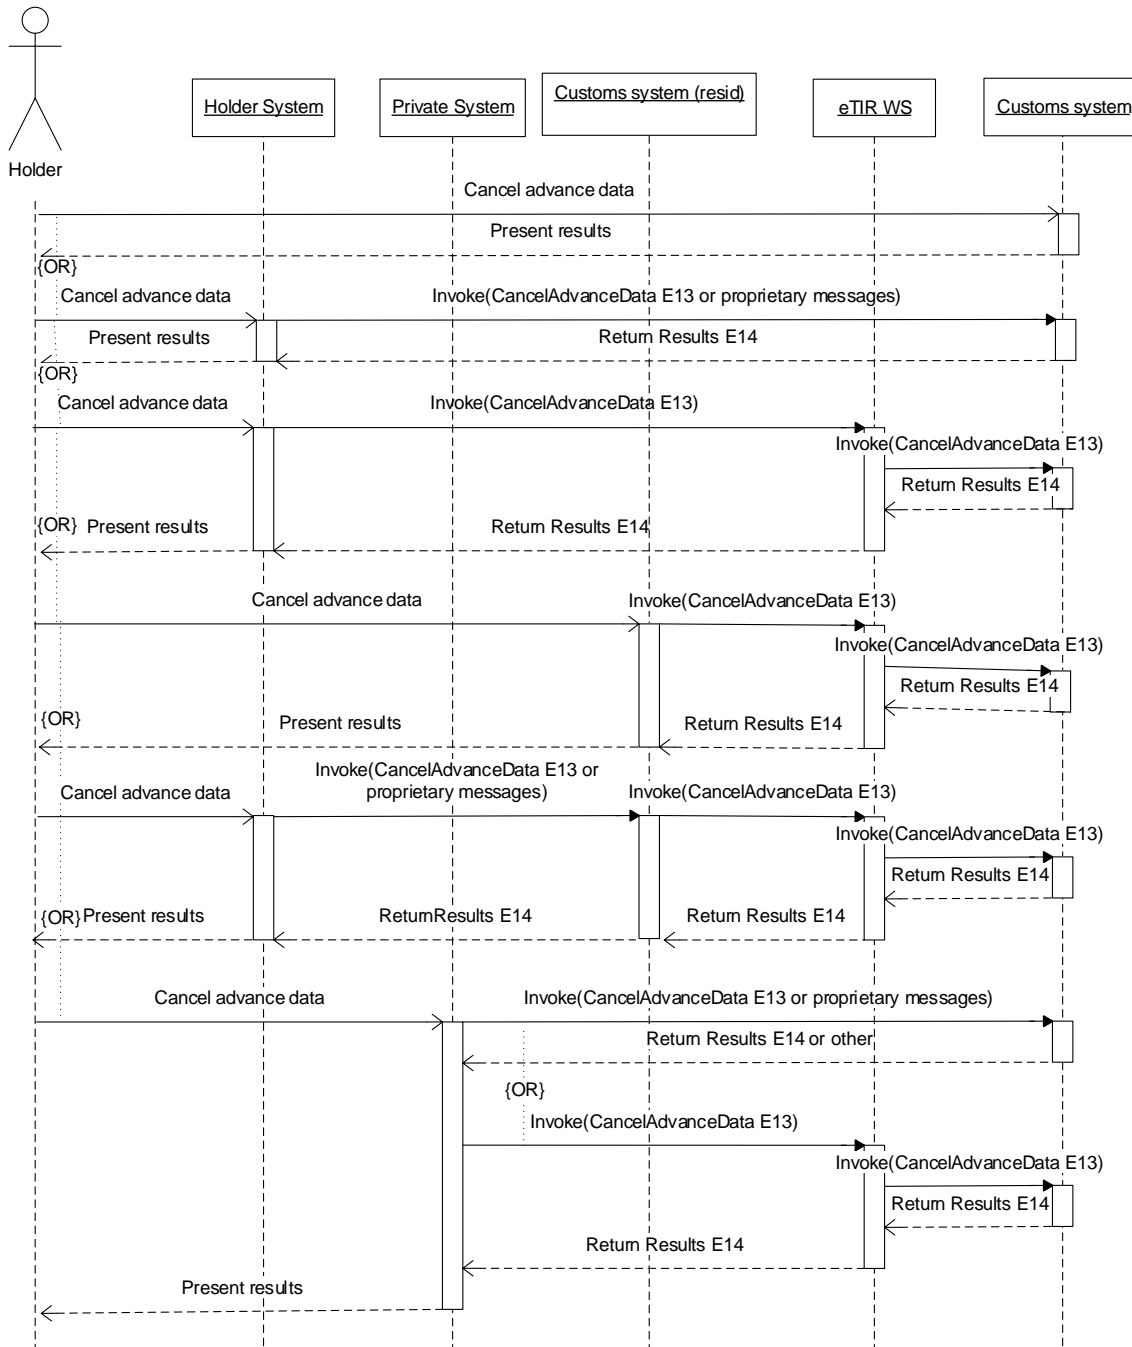 Holder System
Private System
Customs system (resid)
eTIR WS
Customs system
Holder
Cancel advance data
Present results
{OR}
Cancel advance data
Invoke(CancelAdvanceData E13 or proprietary messages)
Present results
Return Results E14
{OR}
Cancel advance data
Invoke(CancelAdvanceData E13)
Invoke(CancelAdvanceData E13)
Return Results E14
{OR}
Present results
Return Results E14
Cancel advance data
Invoke(CancelAdvanceData E13)
Invoke(CancelAdvanceData E13)
Return Results E14
{OR}
Present results
Return Results E14
Invoke(CancelAdvanceData E13 or
proprietary messages)
Cancel advance data
Invoke(CancelAdvanceData E13)
Invoke(CancelAdvanceData E13)
Return Results E14
{OR}
Present results
ReturnResults E14
Return Results E14
Cancel advance data
Invoke(CancelAdvanceData E13 or proprietary messages)
Return Results E14 or other
{OR}
Invoke(CancelAdvanceData E13)
Invoke(CancelAdvanceData E13)
Return Results E14
Return Results E14
Present results